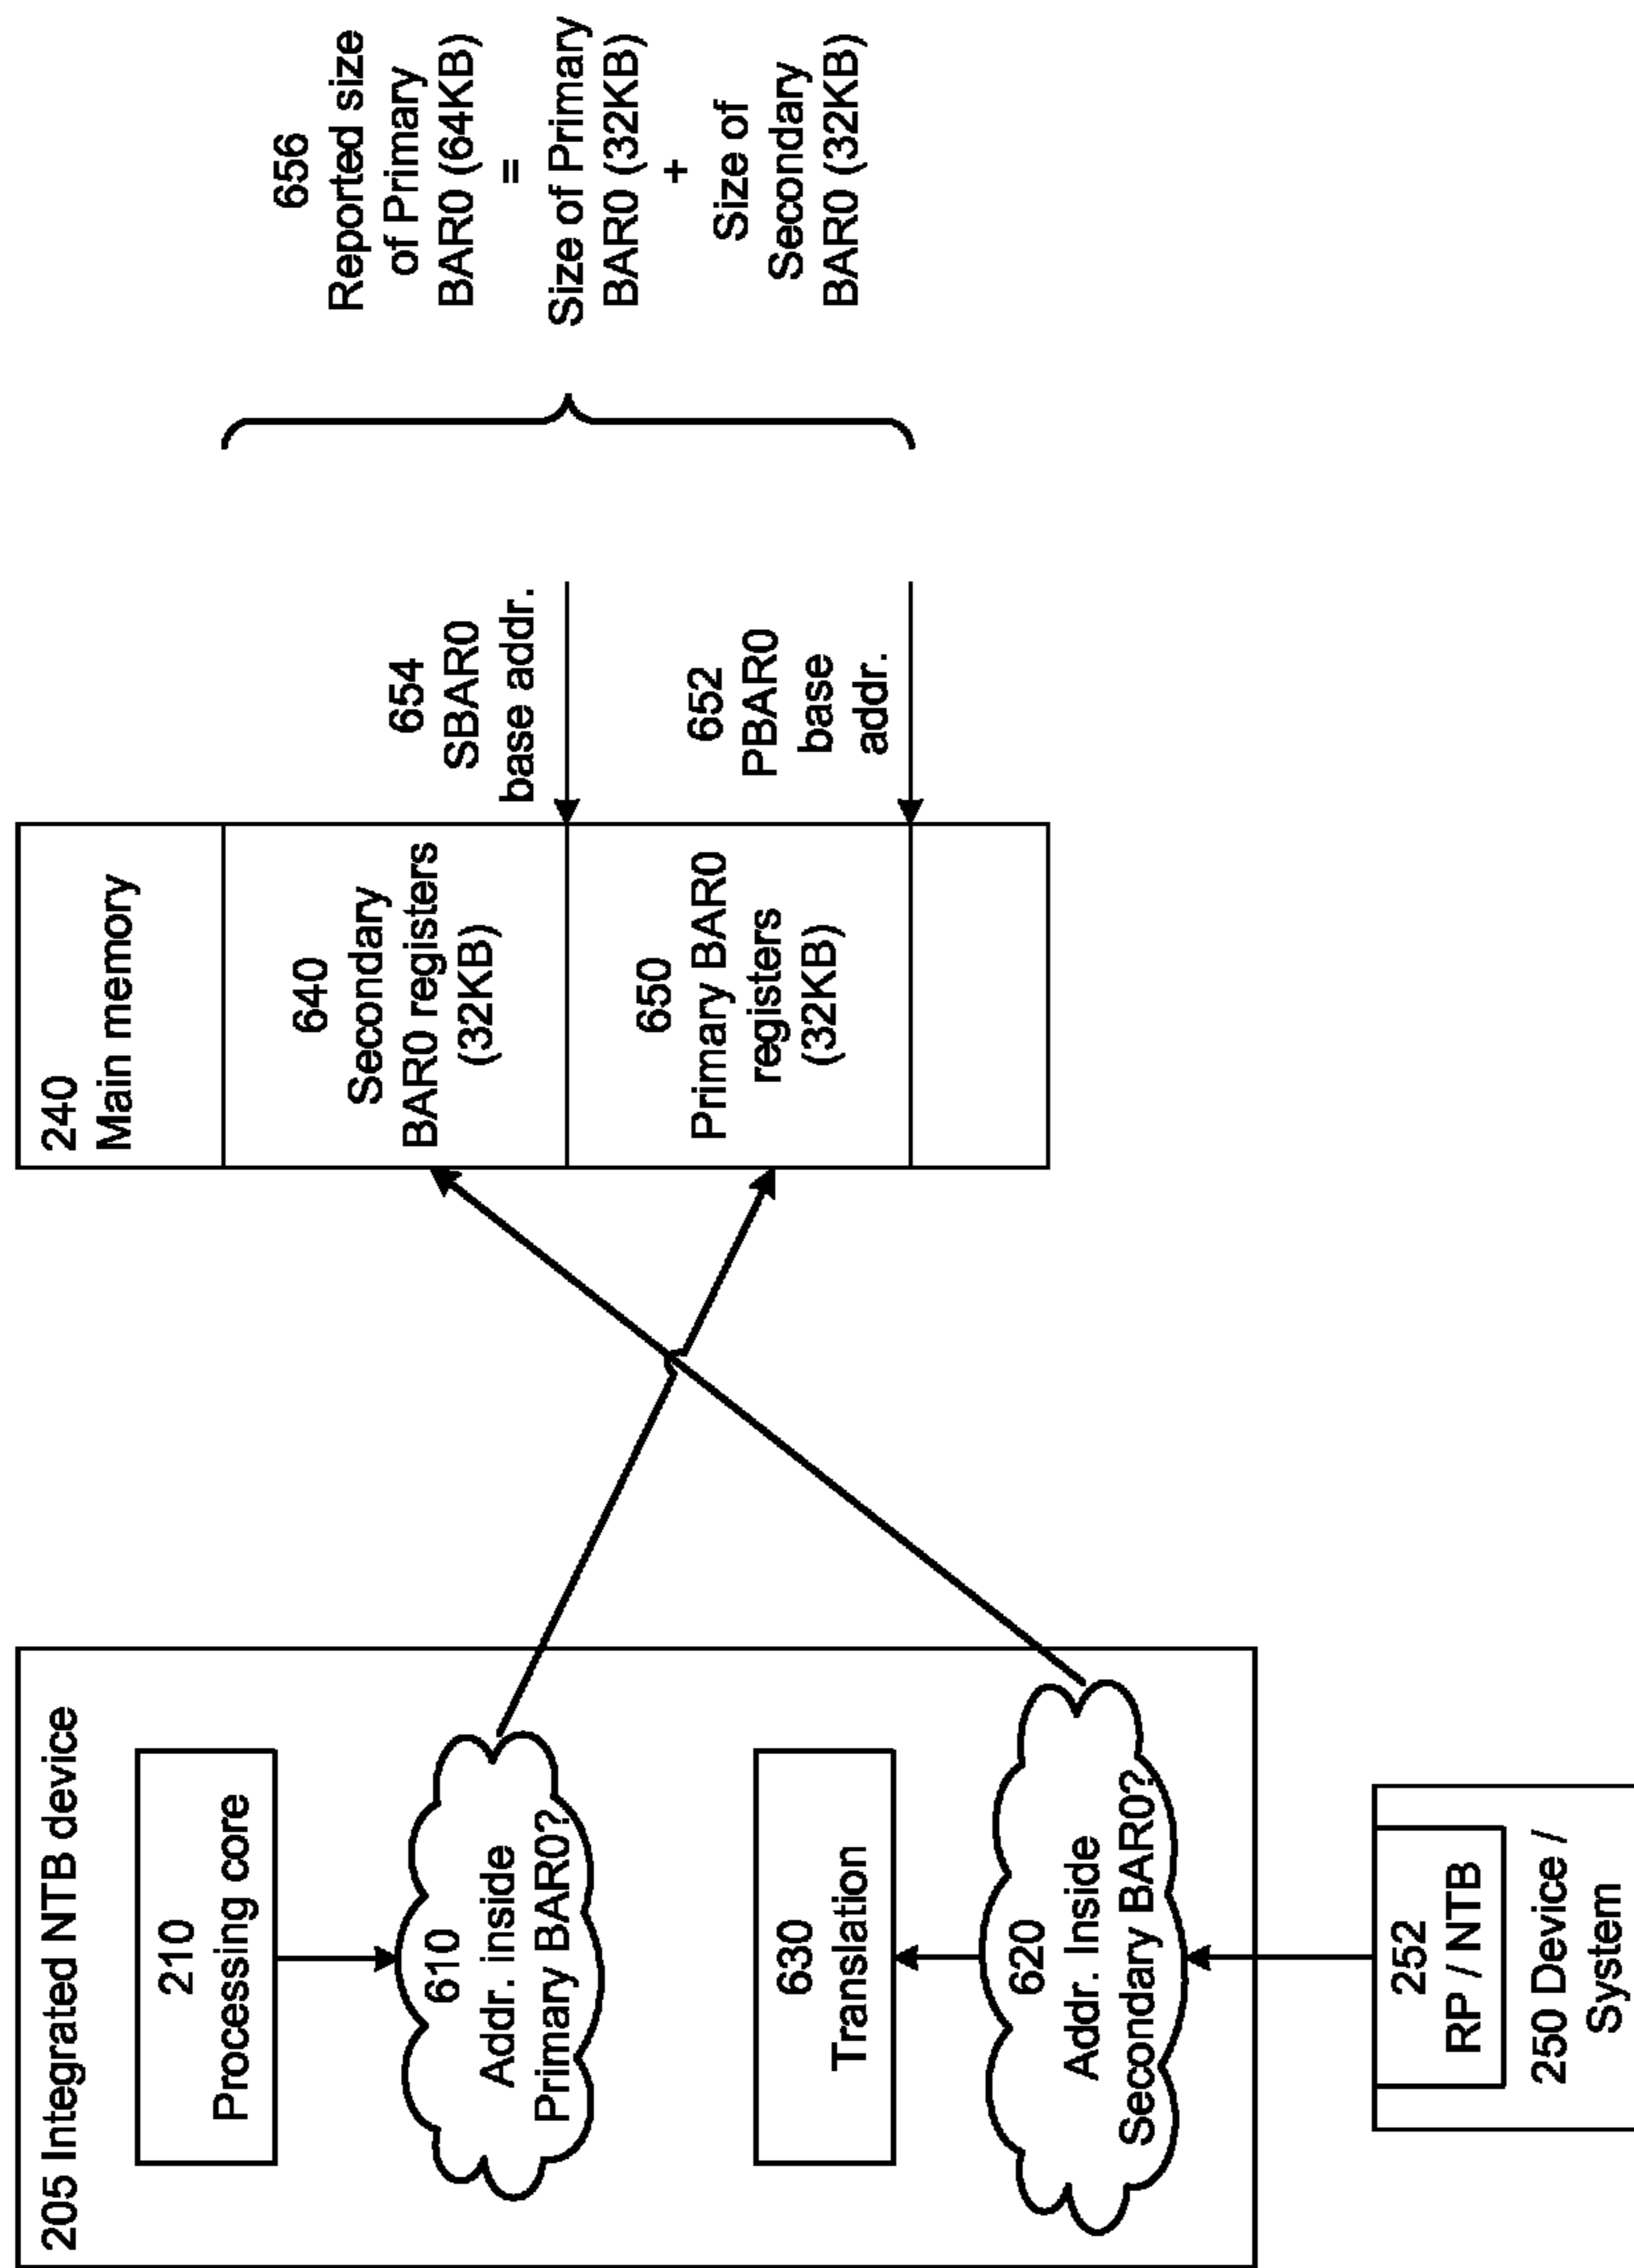 205 Integrated NTB device
210
Processing core
610
Addr. inside
Primary BAR0?
630
Translation
620
Addr. Inside
Secondary BAR0?
252
RP / NTB
250 Device /
System
240
Main memory
640
Secondary
BAR0 registers
(32KB)
650
Primary BAR0
registers
(32KB)
654
SBAR0
base addr.
652
PBAR0
base
addr.
656
Reported size
of Primary
BAR0 (64KB)
=
Size of Primary
BAR0 (32KB)
+
Size of
Secondary
BAR0 (32KB)